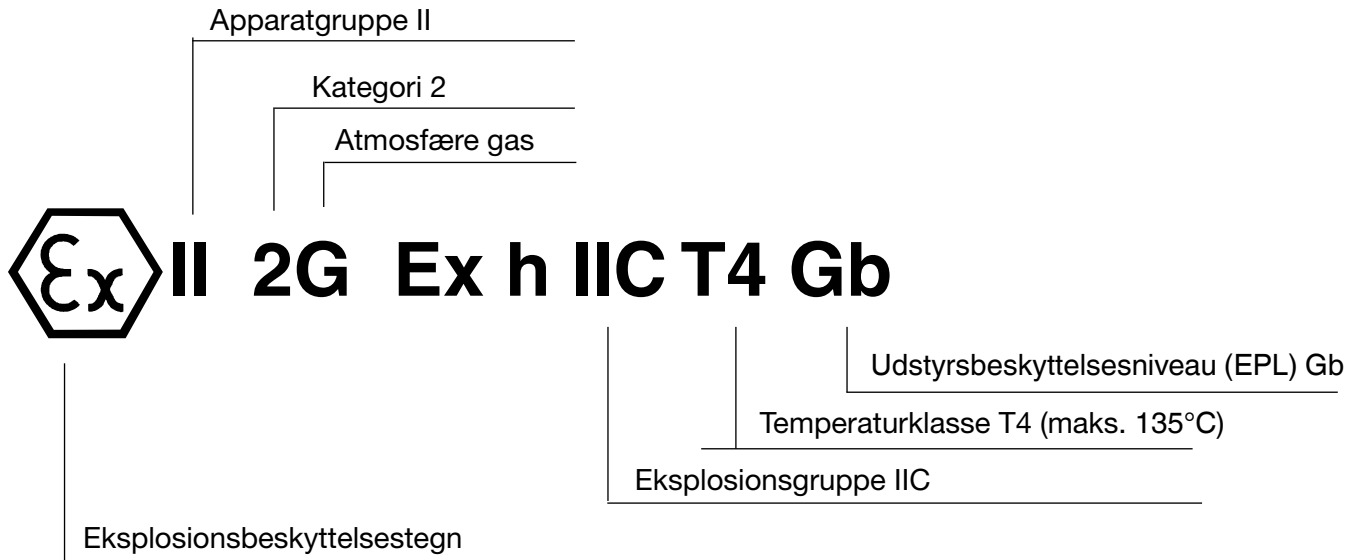 Apparatgruppe II
Kategori 2
Atmosfære gas
Ex II 2G Ex h IIC T4 Gb
Udstyrsbeskyttelsesniveau (EPL) Gb
Temperaturklasse T4 (maks. 135°C)
Eksplosionsgruppe IIC
Eksplosionsbeskyttelsestegn